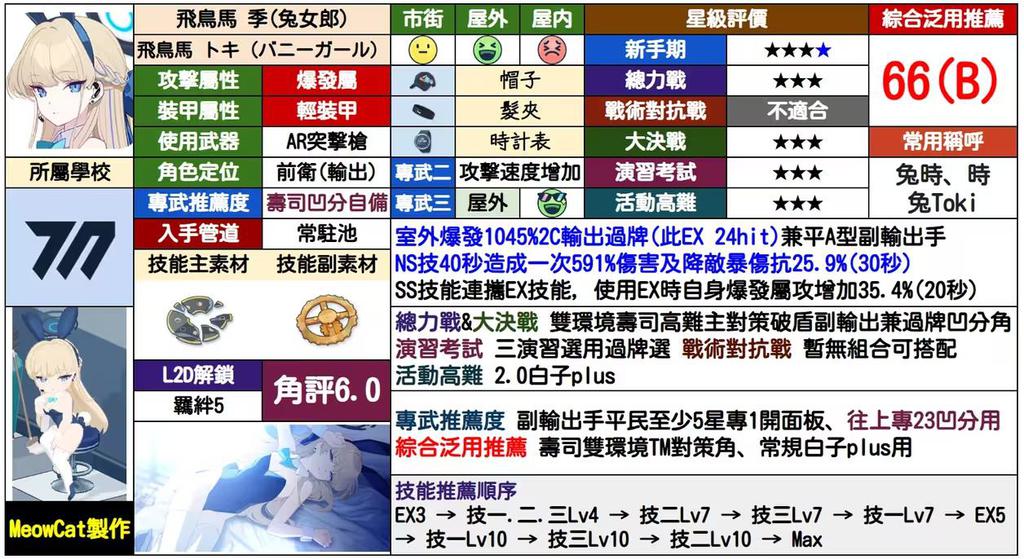 飛鳥馬 季(兔女郎)
飛鳥馬 トキ (バニーガール)
攻擊屬性 爆發屬
裝甲屬性 輕裝甲
使用武器 AR突擊槍
所屬學校
角色定位 前衛(輸出)
專武推薦度 壽司凹分自備
入手管道 常駐池
技能主素材 技能副素材
L2D解鎖
羈絆5
角評6.0
MeowCat製作
市街 屋外 屋內
帽子
髮夾
時計表
專武二 攻擊速度增加
專武三 屋外
星級評價
新手期 ★★★★
總力戰 ★★★
戰術對抗戰 不適合
大決戰 ★★★
演習考試 ★★★
活動高難 ★★★
綜合泛用推薦
66(B)
常用稱呼
兔時、時
兔Toki
室外爆發1045%2C輸出過牌(此EX 24hit)兼平A型副輸出手
NS技40秒造成一次591%傷害及降敵暴傷抗25.9%(30秒)
SS技能連攜EX技能, 使用EX時自身爆發屬攻增加35.4%(20秒)
總力戰&大決戰 雙環境壽司高難主對策破盾副輸出兼過牌凹分角
演習考試 三演習選用過牌選 戰術對抗戰 暫無組合可搭配
活動高難 2.0白子plus
專武推薦度 副輸出手平民至少5星專1開面板、往上專23凹分用
綜合泛用推薦 壽司雙環境TM對策角、常規白子plus用
技能推薦順序
EX3 → 技一.二.三Lv4 → 技二Lv7 → 技三Lv7 → 技一Lv7 → EX5
→ 技一Lv10 → 技三Lv10 → 技二Lv10 → Max